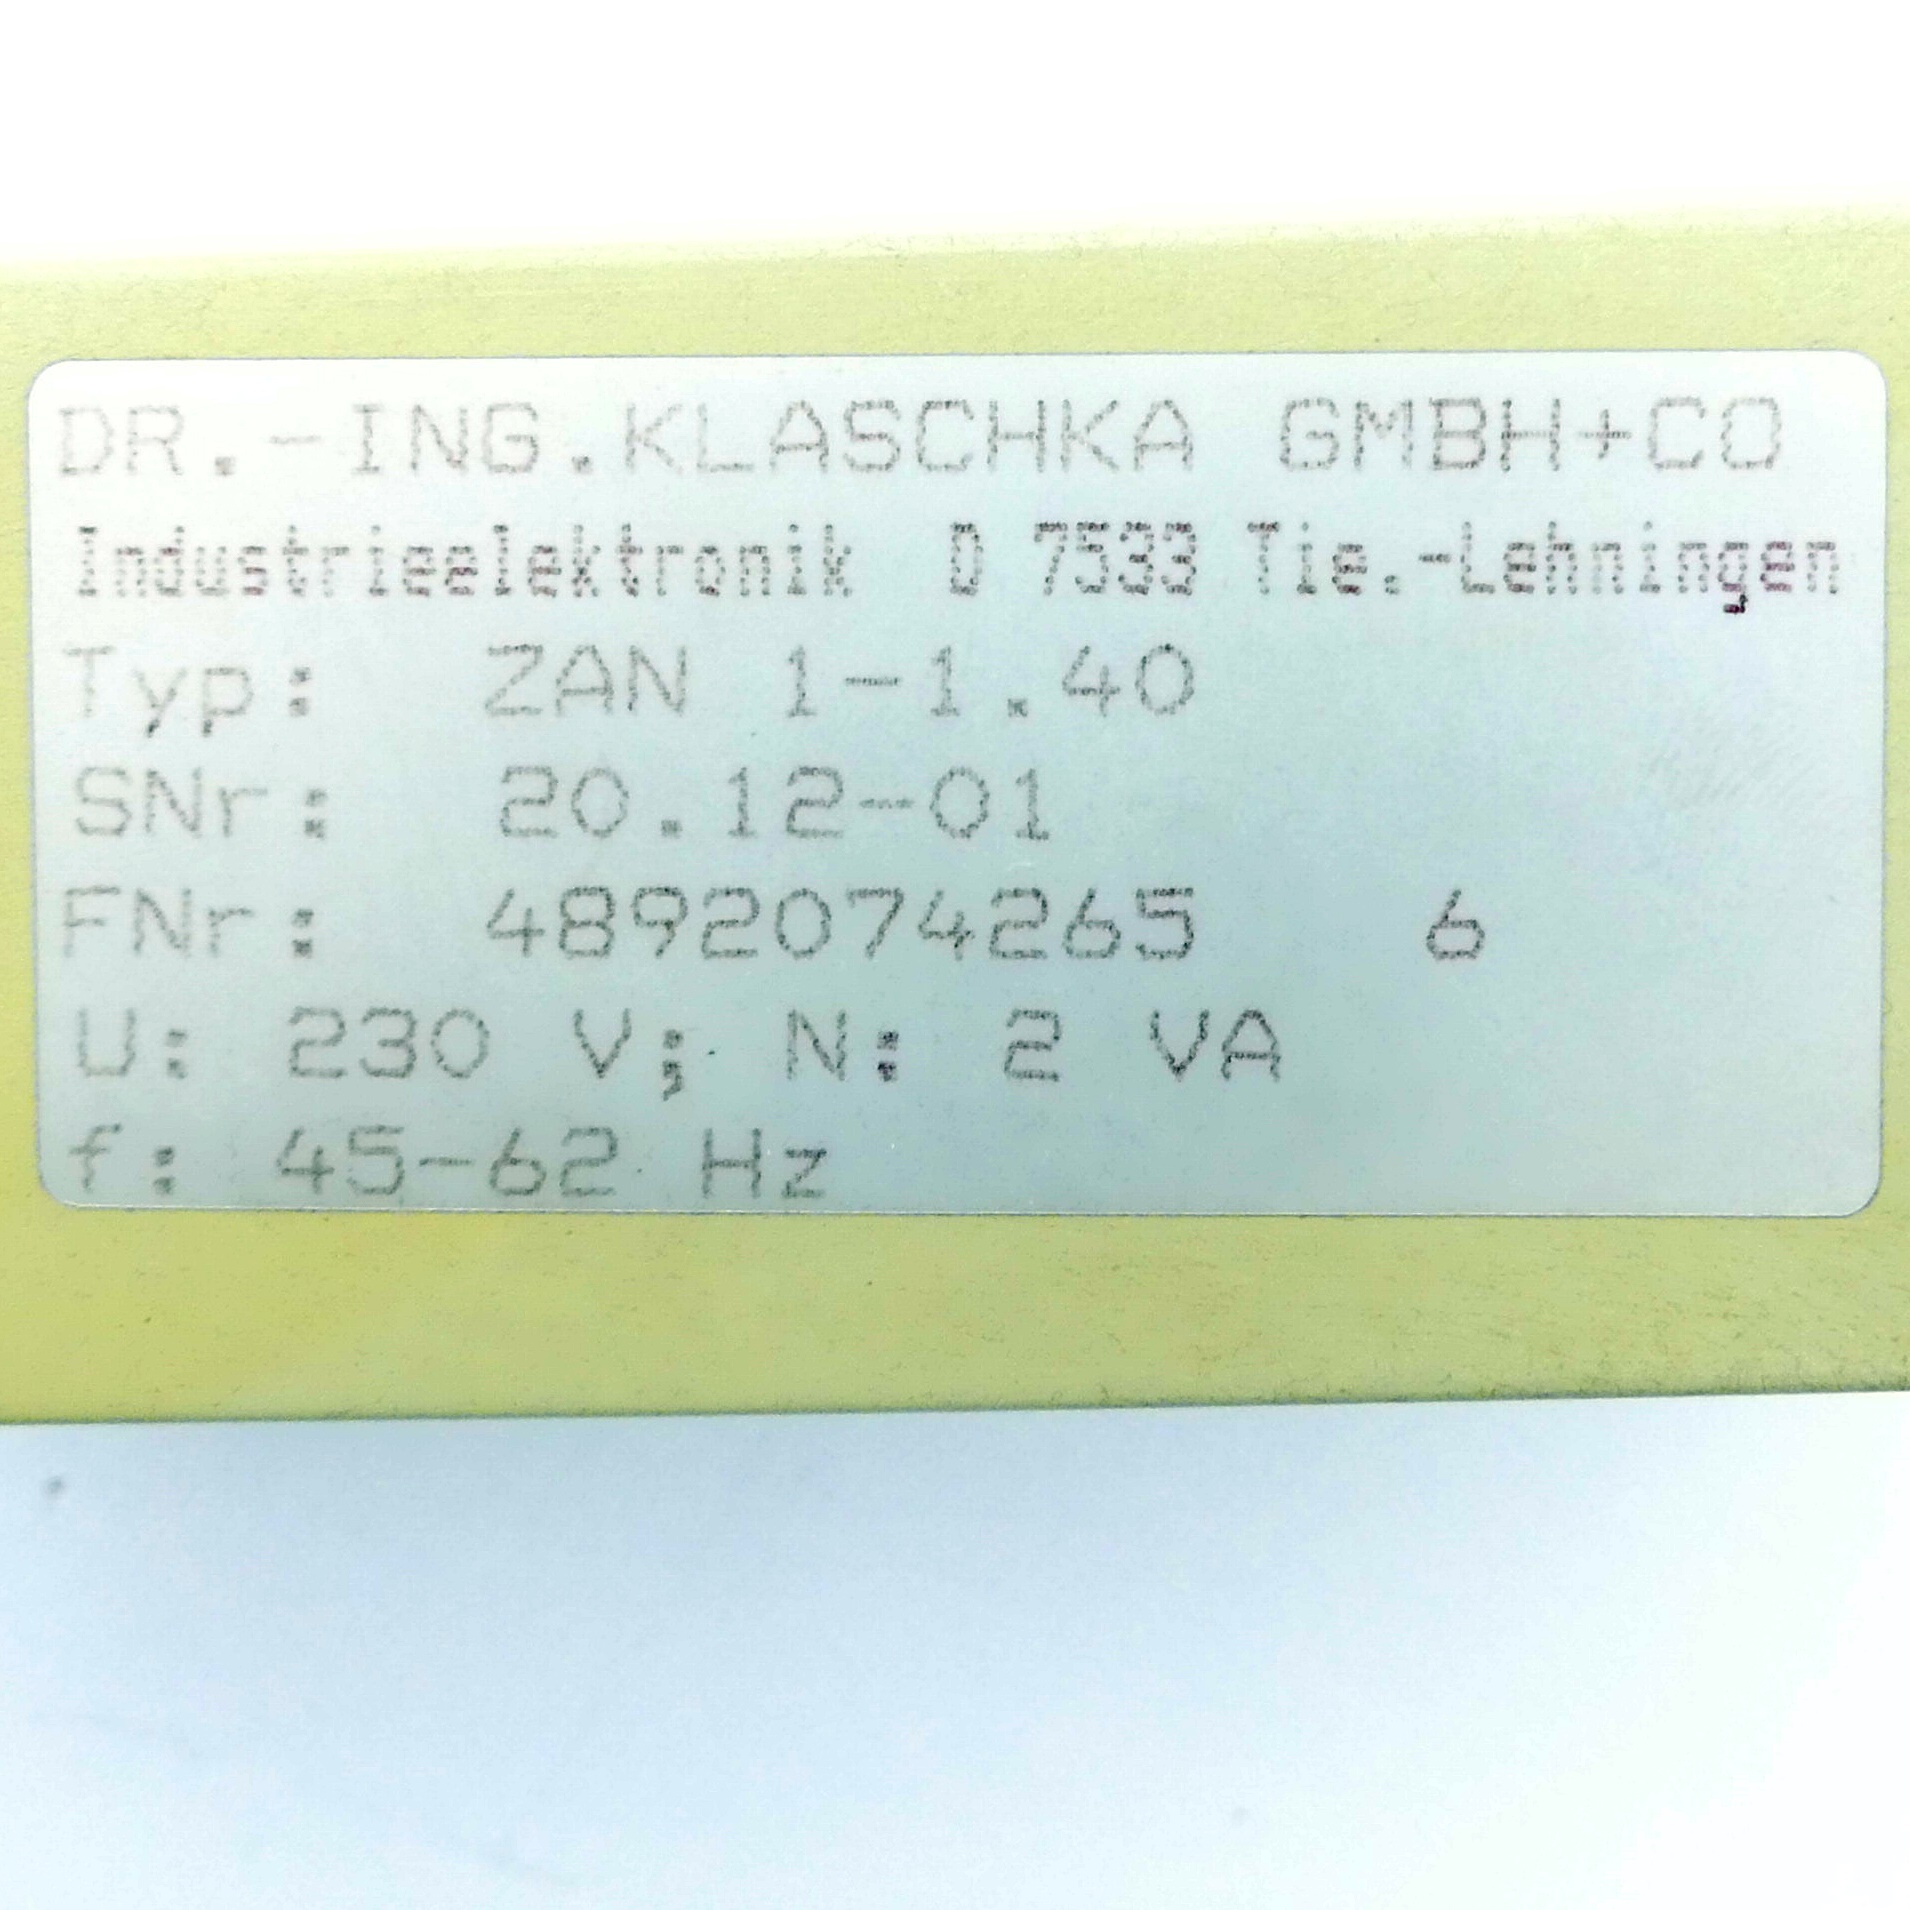 DR.-ING.KLASCHKA GMBH+CO
Industrieelektronik D 7533 Tie.-Lehningen
Typ: ZAN 1-1.40
SNr: 20.12-01
FNr: 4892074265 6
U: 230 V; N: 2 VA
f: 45-62 Hz